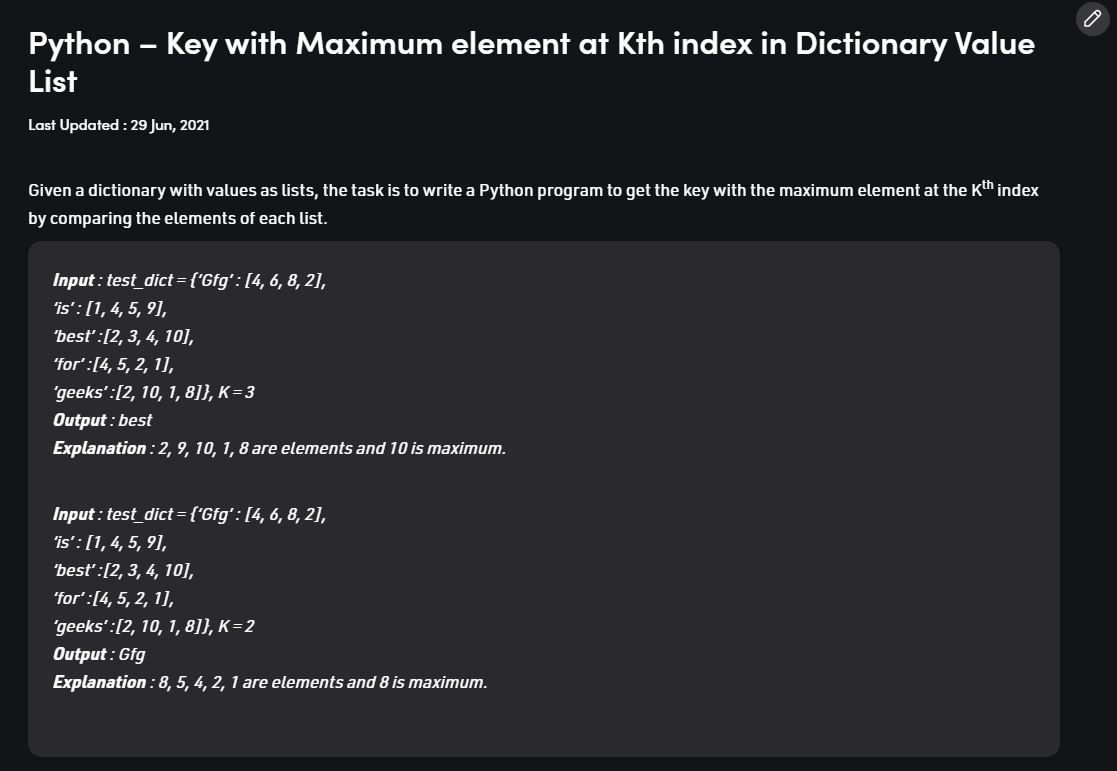 Python – Key with Maximum element at Kth index in Dictionary Value
List
Last Updated : 29 Jun, 2021
Given a dictionary with values as lists, the task is to write a Python program to get the key with the maximum element at the Kth index
by comparing the elements of each list.
Input : test_dict = {‘Gfg’ : [4, 6, 8, 2],
‘is’ : [1, 4, 5, 9],
‘best’ :[2, 3, 4, 10],
‘for’ :[4, 5, 2, 1],
‘geeks’ :[2, 10, 1, 8]}, K = 3
Output : best
Explanation : 2, 9, 10, 1, 8 are elements and 10 is maximum.
Input : test_dict = {‘Gfg’ : [4, 6, 8, 2],
‘is’ : [1, 4, 5, 9],
‘best’ :[2, 3, 4, 10],
‘for’ :[4, 5, 2, 1],
‘geeks’ :[2, 10, 1, 8]}, K = 2
Output : Gfg
Explanation : 8, 5, 4, 2, 1 are elements and 8 is maximum.